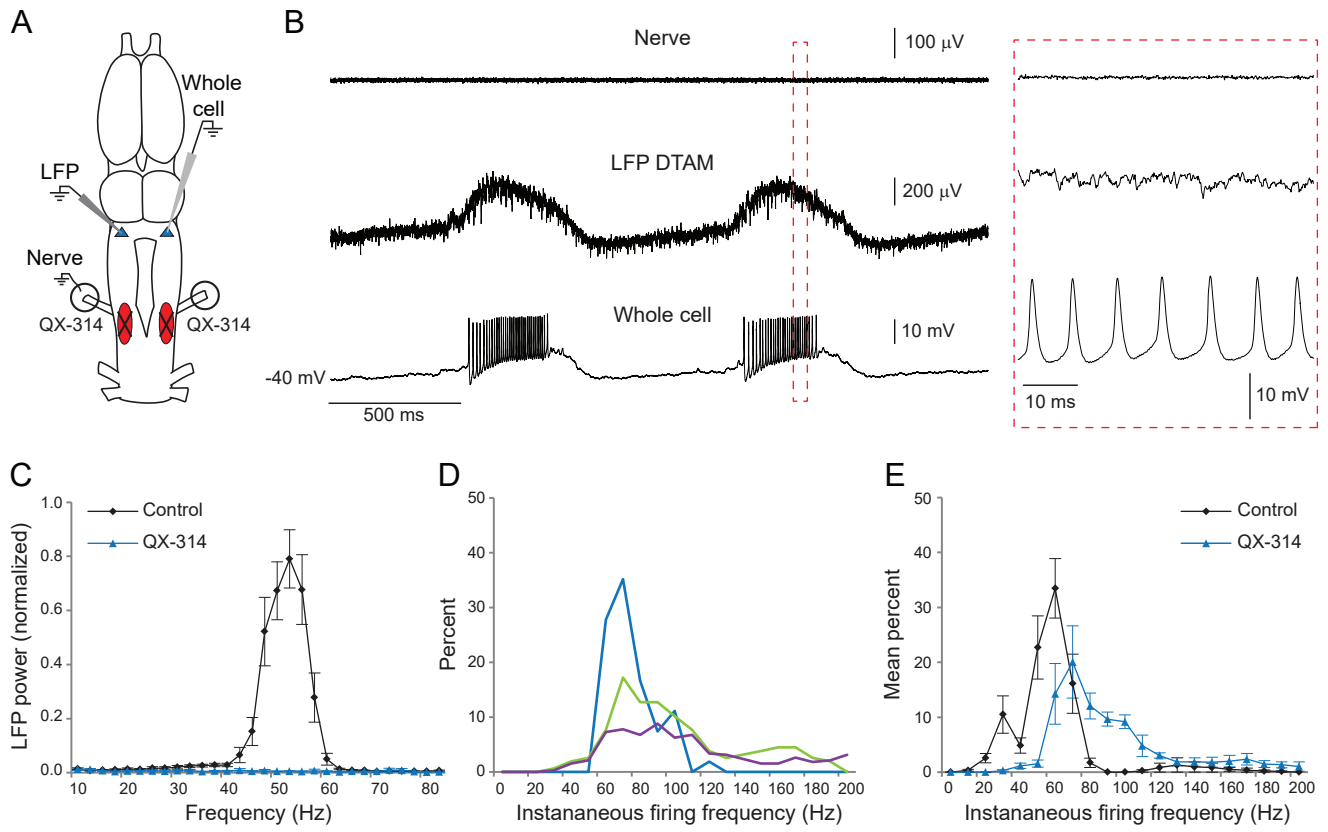 A
Whole
cell
LFP
Nerve
QX-314
QX-314
B
Nerve
100 μV
LFP DTAM
200 μV
Whole cell
10 mV
-40 mV
500 ms
10 ms
10 mV
C
LFP power (normalized)
1.0
0.8
0.6
0.4
0.2
0.0
Control
QX-314
10 20 30 40 50 60 70 80
Frequency (Hz)
D
Percent
50
40
30
20
10
0
0 20 40 60 80 100 120 140 160 180 200
Instananeous firing frequency (Hz)
E
Mean percent
50
40
30
20
10
0
Control
QX-314
0 20 40 60 80 100 120 140 160 180 200
Instananeous firing frequency (Hz)